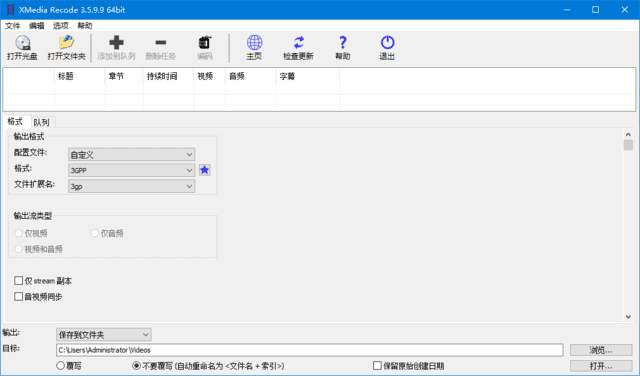 XMedia Recode 3.5.9.9 64bit
文件 编辑 选项 帮助
打开光盘 打开文件夹 添加到队列 删除任务 编码 主页 检查更新 帮助 退出
标题 章节 持续时间 视频 音频 字幕
格式 队列
输出格式
配置文件: 自定义
格式: 3GPP
文件扩展名: 3gp
输出流类型
仅视频 仅音频
视频和音频
仅 stream 副本
音视频同步
输出: 保存到文件夹
目标: C:\Users\Administrator\Videos 浏览...
覆写 不要覆写 (自动重命名为 <文件名 + 索引>) 保留原始创建日期 打开...